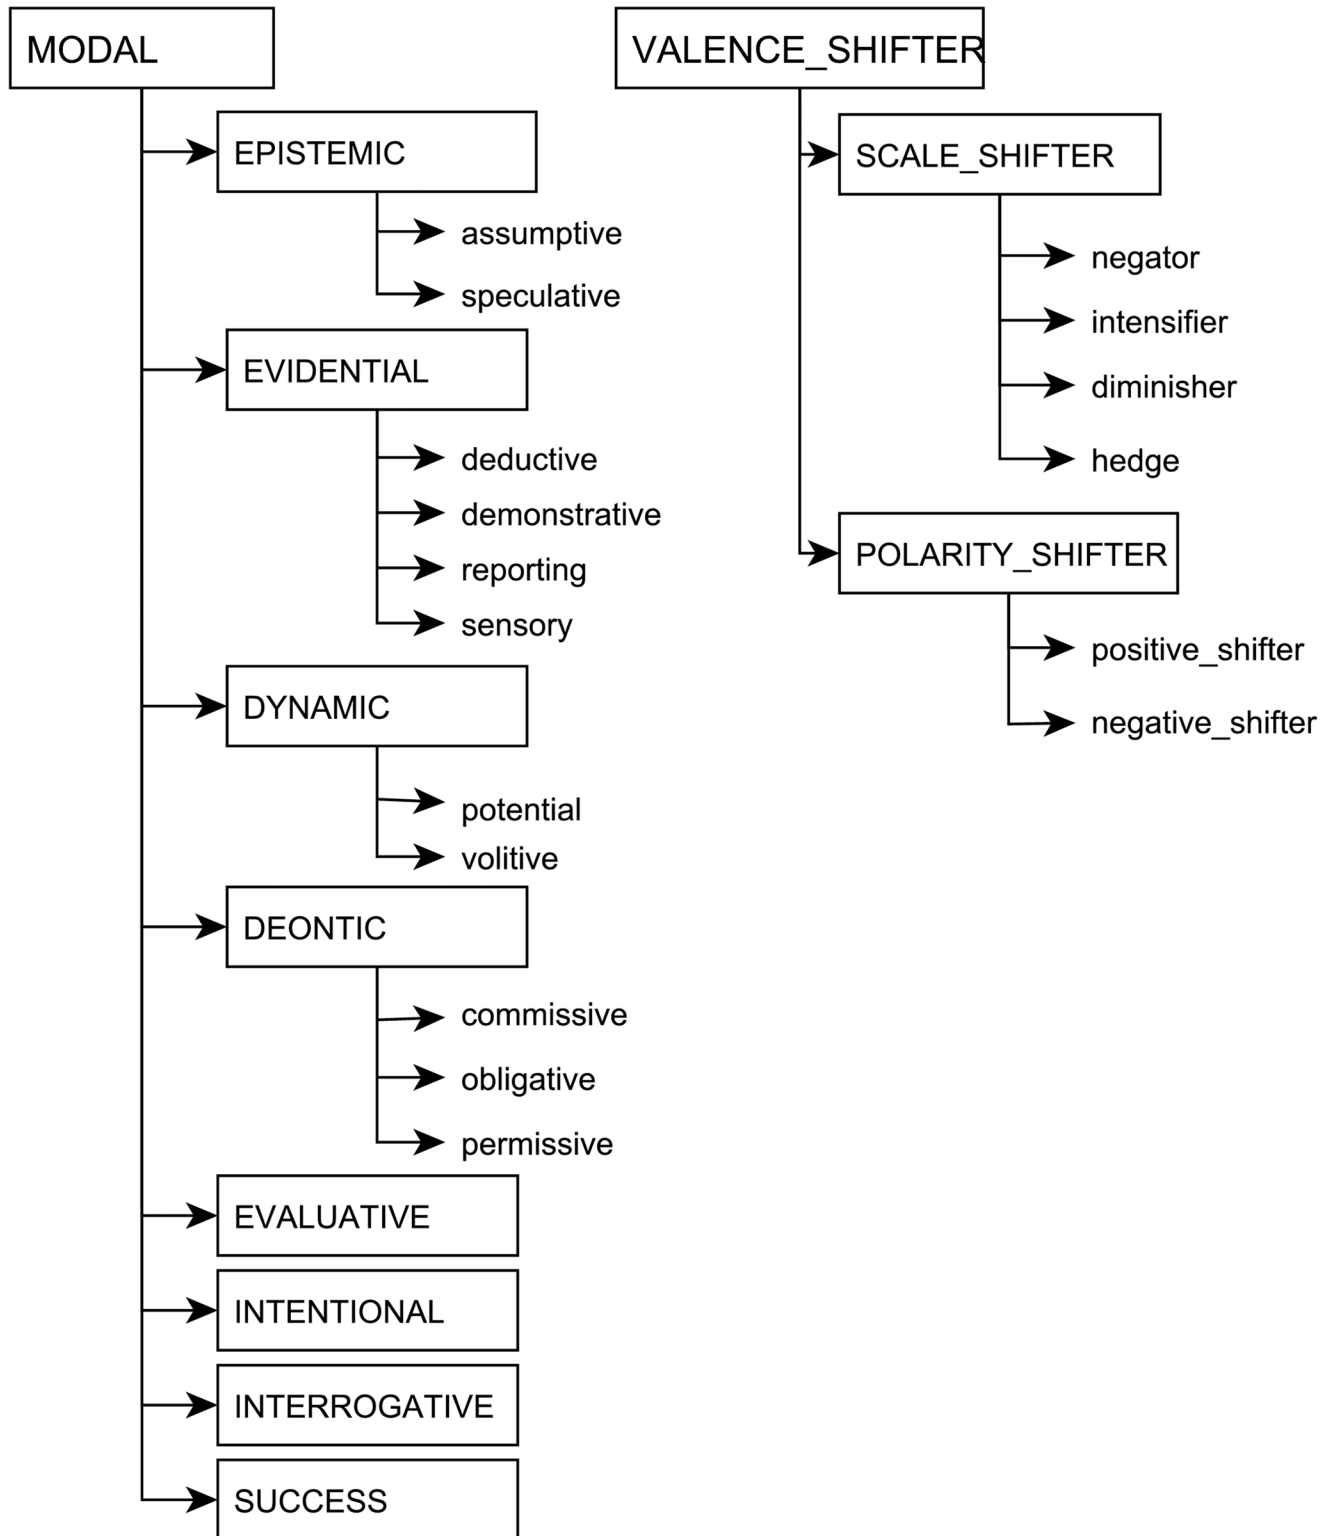 MODAL
EPISTEMIC
assumptive
speculative
EVIDENTIAL
deductive
demonstrative
reporting
sensory
DYNAMIC
potential
volitive
DEONTIC
commissive
obligative
permissive
EVALUATIVE
INTENTIONAL
INTERROGATIVE
SUCCESS
VALENCE_SHIFTER
SCALE_SHIFTER
negator
intensifier
diminisher
hedge
POLARITY_SHIFTER
positive_shifter
negative_shifter